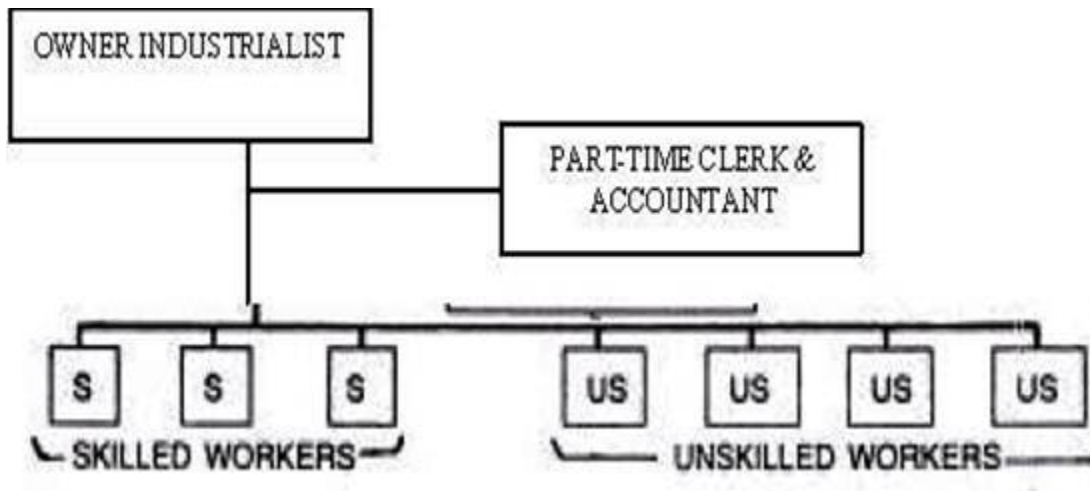 OWNER INDUSTRIALIST
PART-TIME CLERK &
ACCOUNTANT
S S S US US US US
SKILLED WORKERS UNSKILLED WORKERS